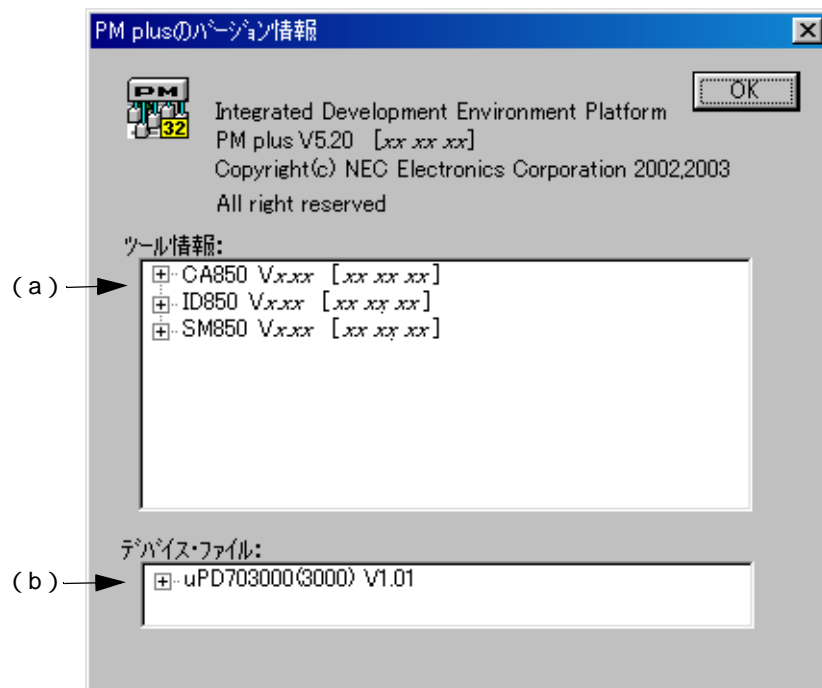 PM plusのバージョン情報
OK
PM
32
Integrated Development Environment Platform
PM plus V5.20 [xx xx xx]
Copyright(c) NEC Electronics Corporation 2002,2003
All right reserved
ツール情報:
(a)
CA850 Vx.xx [xx xx xx]
ID850 Vx.xx [xx xx xx]
SM850 Vx.xx [xx xx xx]
デバイス・ファイル:
(b)
uPD703000(3000) V1.01